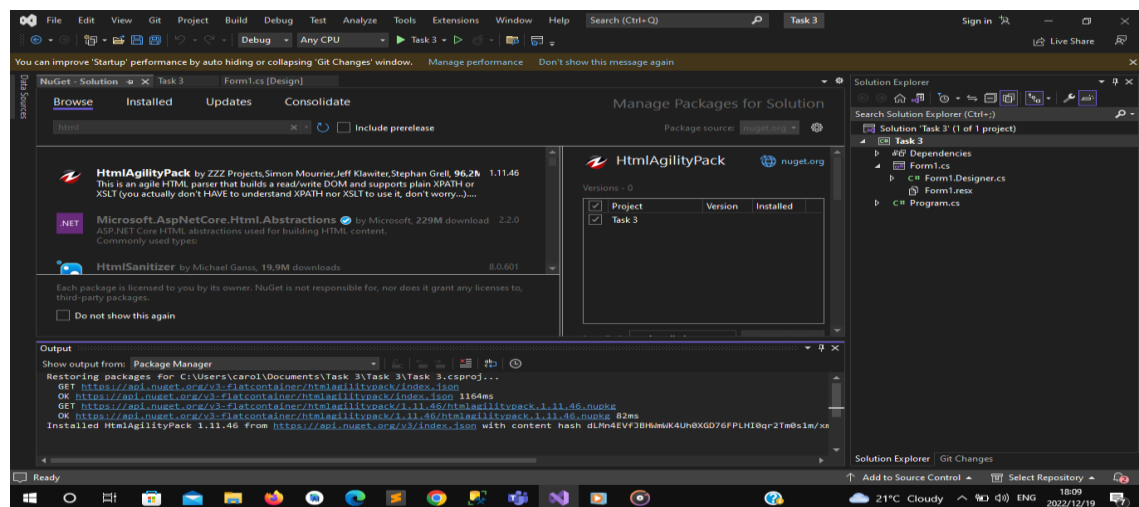 File Edit View Git Project Build Debug Test Analyze Tools Extensions Window Help Search (Ctrl+Q) Task 3 Sign in
Debug Any CPU Task 3 Live Share
You can improve 'Startup' performance by auto hiding or collapsing 'Git Changes' window. Manage performance Don't show this message again
Data Sources
NuGet - Solution Task 3 Form1.cs [Design]
Browse Installed Updates Consolidate Manage Packages for Solution
html Include prerelease Package source: nuget.org
HtmlAgilityPack by ZZZ Projects,Simon Mourrier,Jeff Klawiter,Stephan Grell, 96,2M 1.11.46
This is an agile HTML parser that builds a read/write DOM and supports plain XPATH or
XSLT (you actually don't HAVE to understand XPATH nor XSLT to use it, don't worry...)....
.NET
Microsoft.AspNetCore.Html.Abstractions by Microsoft, 229M download 2.2.0
ASP.NET Core HTML abstractions used for building HTML content.
Commonly used types:
HtmlSanitizer by Michael Ganss, 19,9M downloads 8.0.601
Each package is licensed to you by its owner. NuGet is not responsible for, nor does it grant any licenses to,
third-party packages.
Do not show this again
HtmlAgilityPack nuget.org
Versions - 0
Project Version Installed
Task 3
Output
Show output from: Package Manager
Restoring packages for C:\Users\carol\Documents\Task 3\Task 3\Task 3.csproj...
GET https://api.nuget.org/v3-flatcontainer/htmlagilitypack/index.json
OK https://api.nuget.org/v3-flatcontainer/htmlagilitypack/index.json 1164ms
GET https://api.nuget.org/v3-flatcontainer/htmlagilitypack/1.11.46/htmlagilitypack.1.11.46.nupkg
OK https://api.nuget.org/v3-flatcontainer/htmlagilitypack/1.11.46/htmlagilitypack.1.11.46.nupkg 82ms
Installed HtmlAgilityPack 1.11.46 from https://api.nuget.org/v3/index.json with content hash
Solution Explorer
Search Solution Explorer (Ctrl+;)
Solution 'Task 3' (1 of 1 project)
C# Task 3
Dependencies
Form1.cs
C# Form1.Designer.cs
Form1.resx
C# Program.cs
Solution Explorer Git Changes
Ready Add to Source Control Select Repository 2
21°C Cloudy ENG 18:09
2022/12/19 7